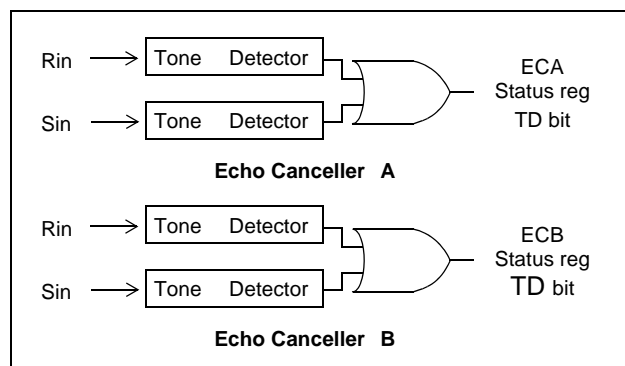 Rin
Tone Detector
Sin
Tone Detector
ECA
Status reg
TD bit
Echo Canceller A
Rin
Tone Detector
Sin
Tone Detector
ECB
Status reg
TD bit
Echo Canceller B